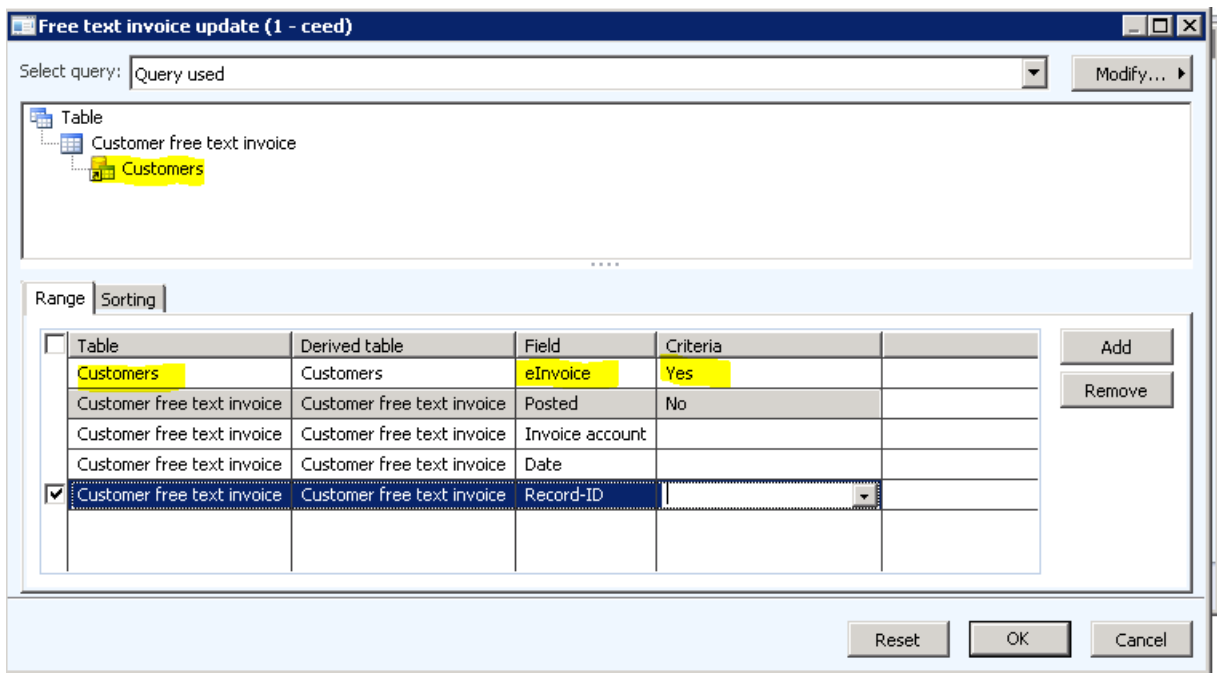 Free text invoice update (1 - ceed)
Select query: Query used Modify...
Table
Customer free text invoice
Customers
Range Sorting
Table Derived table Field Criteria Add
Customers Customers eInvoice Yes
Remove
Customer free text invoice Customer free text invoice Posted No
Customer free text invoice Customer free text invoice Invoice account
Customer free text invoice Customer free text invoice Date
Customer free text invoice Customer free text invoice Record-ID
Reset OK Cancel